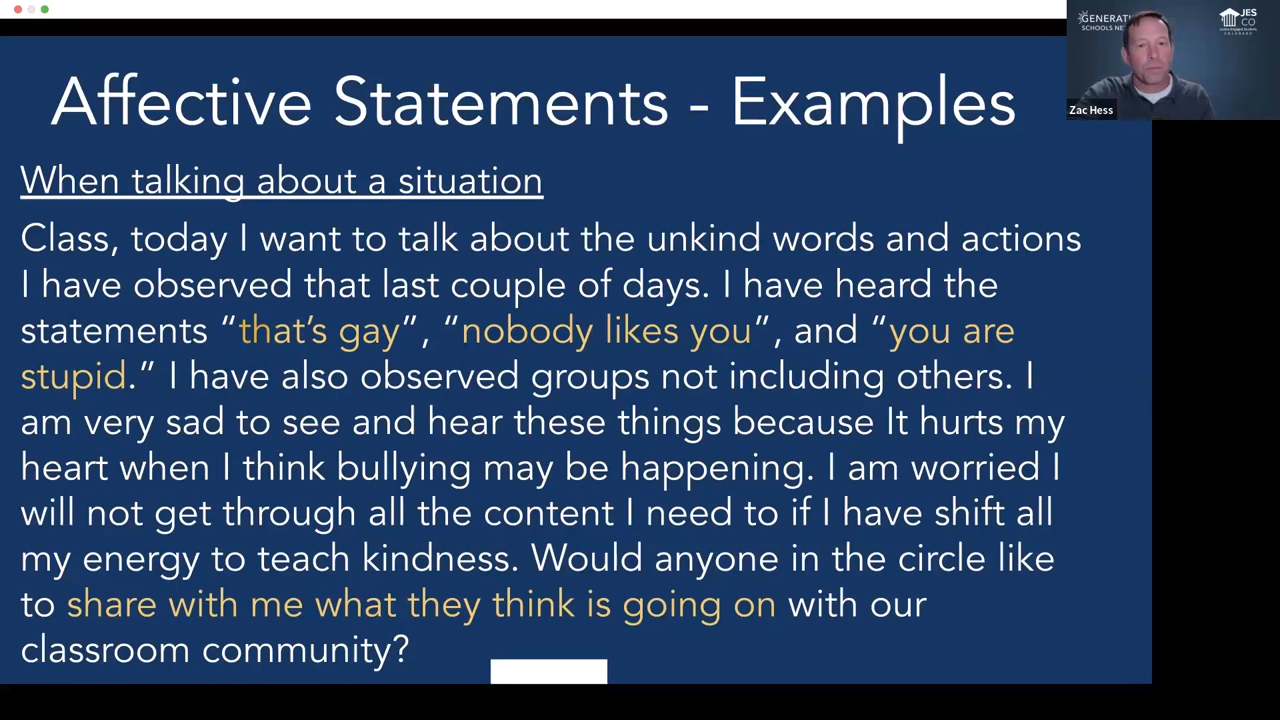 Affective Statements - Examples
When talking about a situation
Class, today I want to talk about the unkind words and actions
I have observed that last couple of days. I have heard the
statements “that’s gay”, “nobody likes you”, and “you are
stupid.” I have also observed groups not including others. I
am very sad to see and hear these things because It hurts my
heart when I think bullying may be happening. I am worried I
will not get through all the content I need to if I have shift all
my energy to teach kindness. Would anyone in the circle like
to share with me what they think is going on with our
classroom community?
SCHOOLS
JES
CO
COLORADO
Zac Hess